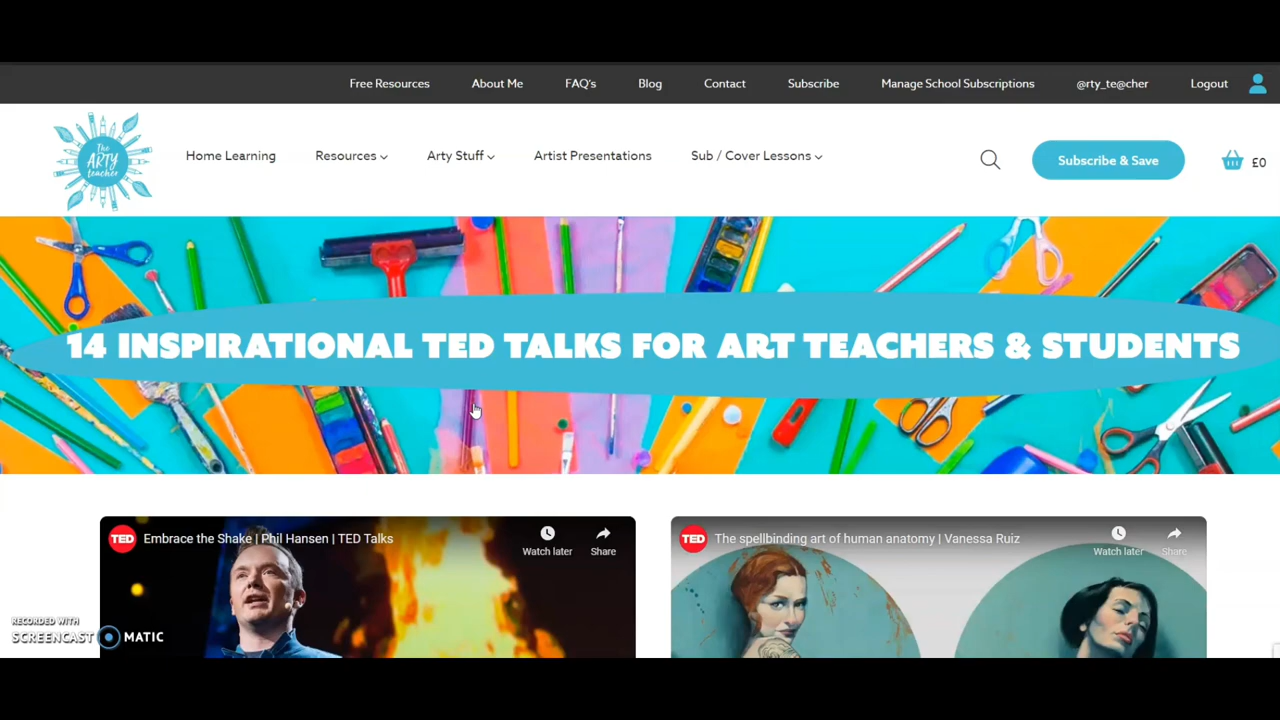 Free Resources About Me FAQ's Blog Contact Subscribe Manage School Subscriptions @rty_te@cher Logout
The
ARTY
teacher
Home Learning Resources Arty Stuff Artist Presentations Sub / Cover Lessons Subscribe & Save £0
14 INSPIRATIONAL TED TALKS FOR ART TEACHERS & STUDENTS
TED Embrace the Shake | Phil Hansen | TED Talks Watch later Share
TED The spellbinding art of human anatomy | Vanessa Ruiz Watch later Share
RECORDED WITH
SCREENCAST MATIC